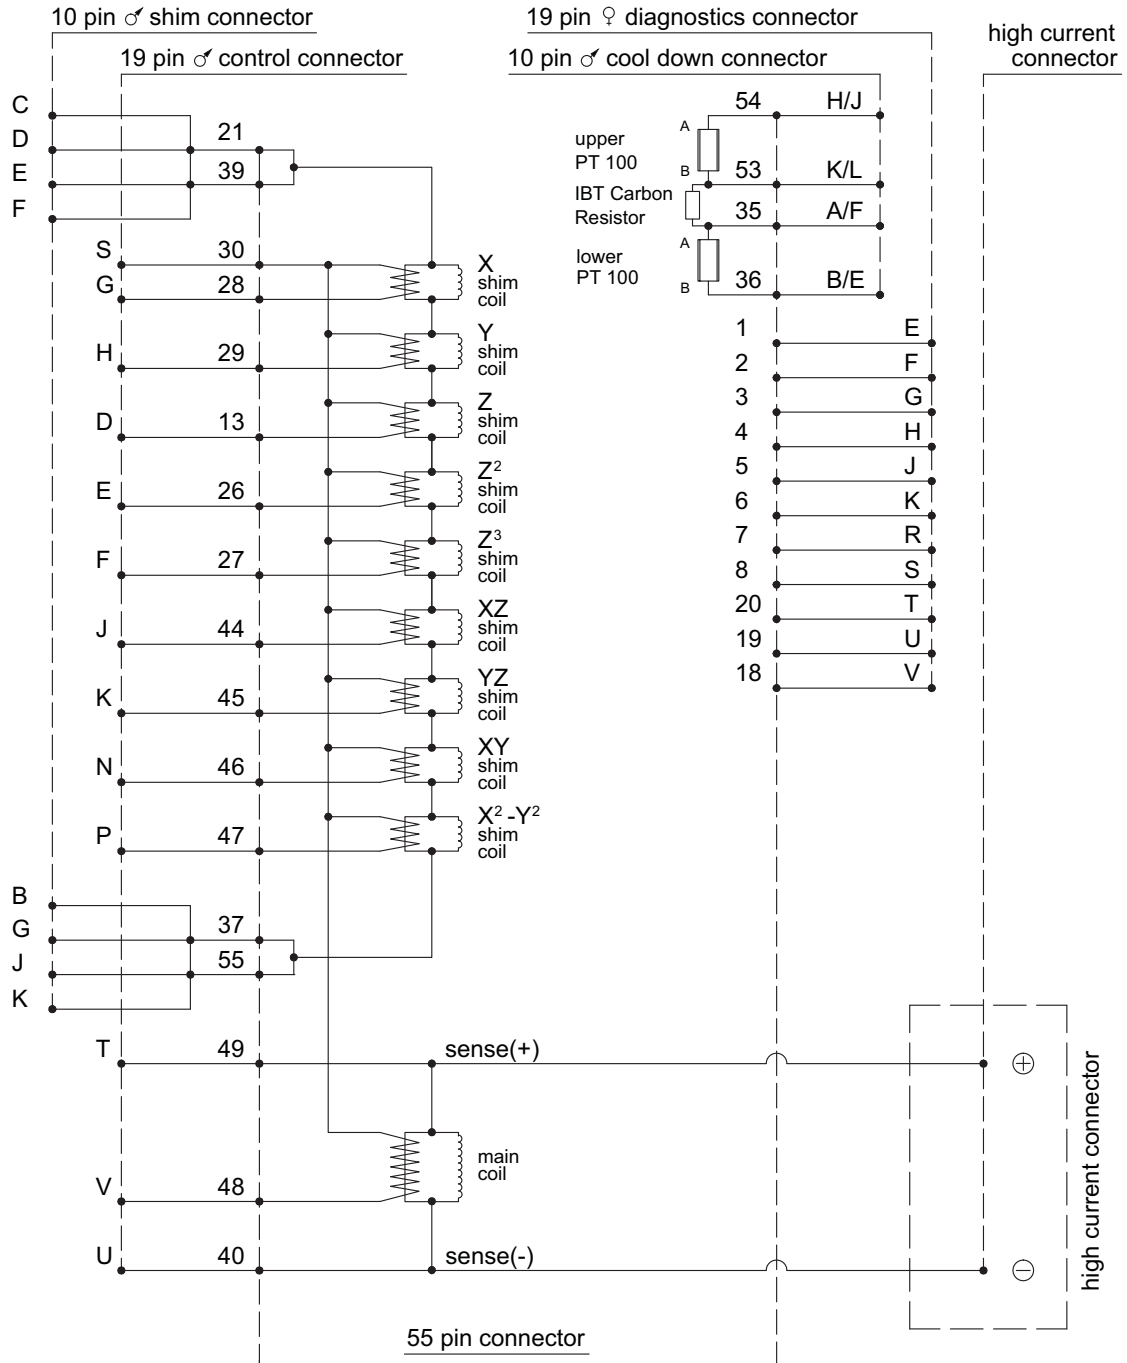 10 pin ♂ shim connector
19 pin ♂ control connector
C
D 21
E 39
F
S 30
G 28
X
shim
coil
H 29
Y
shim
coil
D 13
Z
shim
coil
E 26
Z²
shim
coil
F 27
Z³
shim
coil
J 44
XZ
shim
coil
K 45
YZ
shim
coil
N 46
XY
shim
coil
P 47
X² -Y²
shim
coil
B
G 37
J 55
K
T 49 sense(+)
main
coil
V 48
U 40 sense(-)
55 pin connector
19 pin ♀ diagnostics connector
10 pin ♂ cool down connector
54 H/J
A
upper
PT 100
B
53 K/L
IBT Carbon
Resistor
35 A/F
A
lower
PT 100
B
36 B/E
1 E
2 F
3 G
4 H
5 J
6 K
7 R
8 S
20 T
19 U
18 V
high current
connector
+
−
high current connector